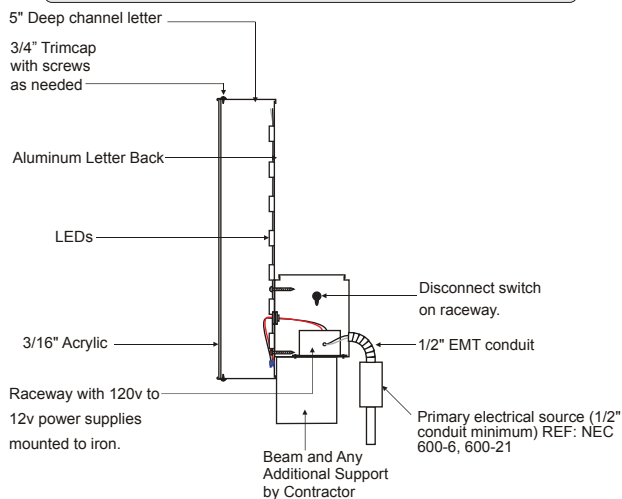 5" Deep channel letter
3/4” Trimcap
with screws
as needed
Aluminum Letter Back
LEDs
3/16" Acrylic
Raceway with 120v to
12v power supplies
mounted to iron.
Disconnect switch
on raceway.
1/2" EMT conduit
Primary electrical source (1/2"
conduit minimum) REF: NEC
600-6, 600-21
Beam and Any
Additional Support
by Contractor